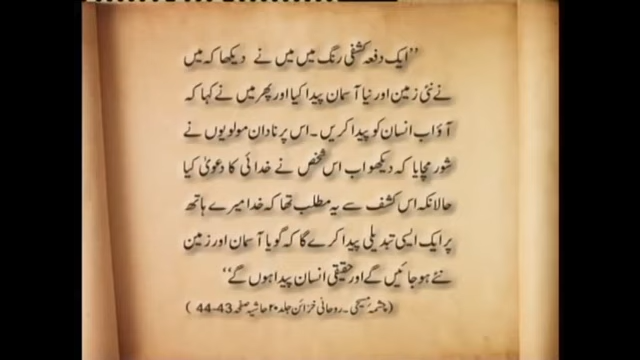 ”ایک دفعہ کشفی رنگ میں میں نے دیکھا کہ میں
نے نئی زمین اور نیا آسمان پیدا کیا اور پھر میں نے کہا کہ
آؤ اب انسان کو پیدا کریں۔ اس پر نادان مولویوں نے
شور مچایا کہ دیکھو اب اس شخص نے خدائی کا دعویٰ کیا
حالانکہ اس کشف سے یہ مطلب تھا کہ خدا میرے ہاتھ
پر ایک ایسی تبدیلی پیدا کرے گا کہ گویا آسمان اور زمین
نئے ہو جائیں گے اور حقیقی انسان پیدا ہوں گے“
(چشمہ مسیحی۔ روحانی خزائن جلد ۲۰ حاشیہ صفحہ 43-44)